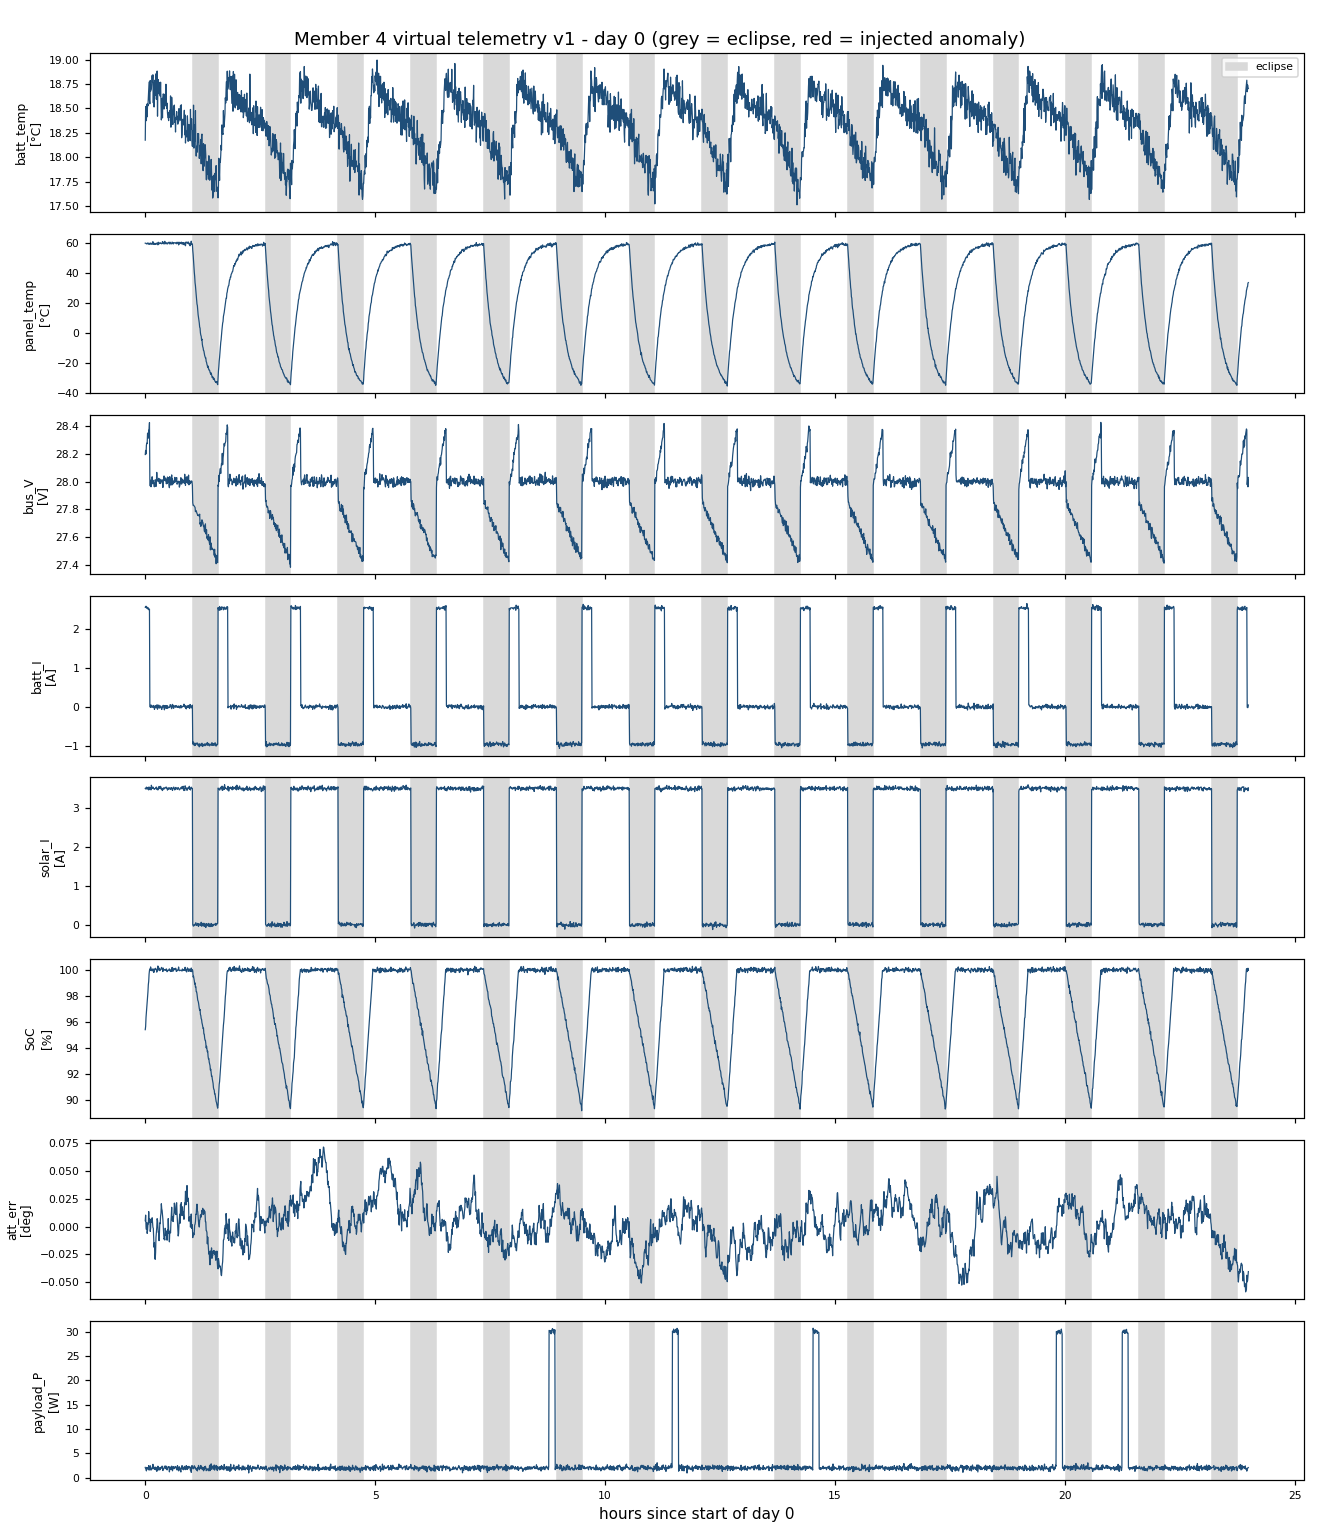 Member 4 virtual telemetry v1 - day 0 (grey = eclipse, red = injected anomaly)
eclipse
batt_temp
[°C]
19.00
18.75
18.50
18.25
18.00
17.75
17.50
panel_temp
[°C]
60
40
20
0
−20
−40
bus_V
[V]
28.4
28.2
28.0
27.8
27.6
27.4
batt_I
[A]
2
1
0
−1
solar_I
[A]
3
2
1
0
SoC
[%]
100
98
96
94
92
90
att_err
[deg]
0.075
0.050
0.025
0.000
−0.025
−0.050
payload_P
[W]
30
25
20
15
10
5
0
0 5 10 15 20 25
hours since start of day 0